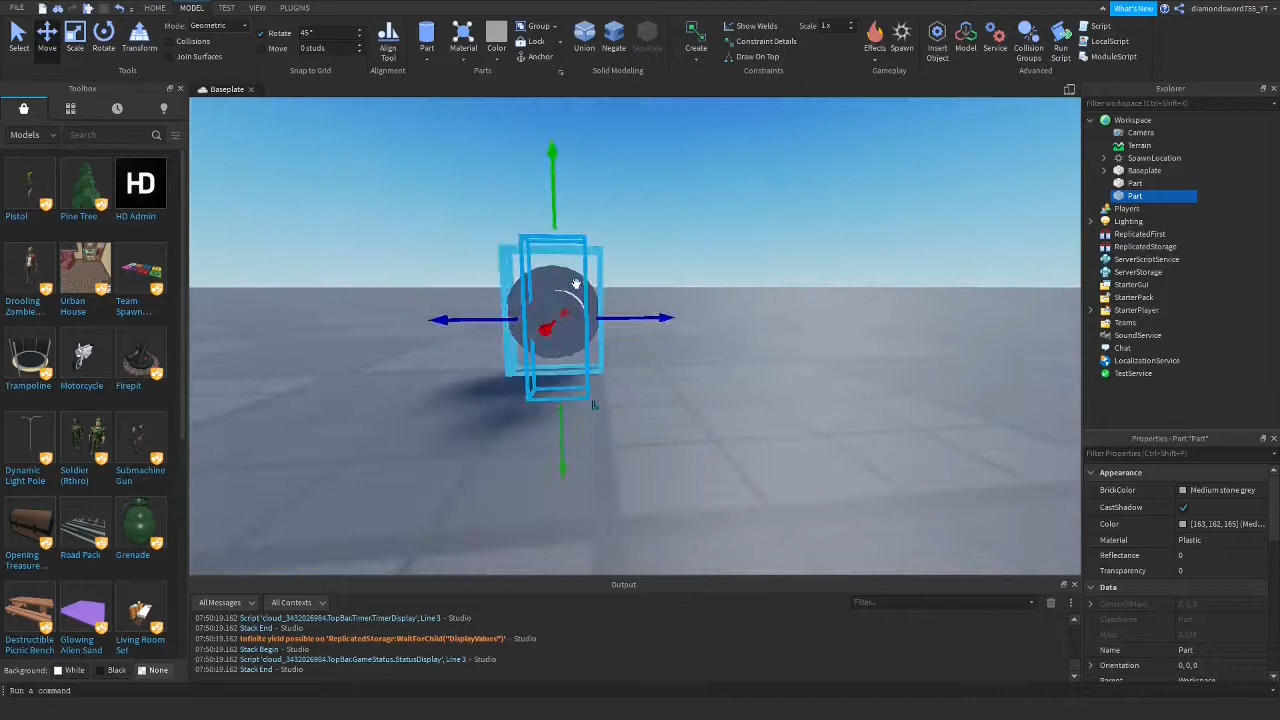 FILE HOME MODEL TEST VIEW PLUGINS What's New diamondsword755_YT
Select Move Scale Rotate Transform Mode: Geometric Collisions Join Surfaces Tools
Rotate 45° Move 0 studs Snap to Grid
Align Tool Alignment
Part Material Color Group Lock Anchor Parts
Union Negate Separate Solid Modeling
Create Show Welds Constraint Details Draw On Top Scale 1x Constraints
Effects Spawn Gameplay
Insert Object Model Service Collision Groups Run Script Script LocalScript ModuleScript Advanced
Toolbox
Models Search
Pistol Pine Tree HD HD Admin
Drooling Zombie... Urban House Team Spawn...
Trampoline Motorcycle Firepit
Dynamic Light Pole Soldier (Rthro) Submachine Gun
Opening Treasure... Road Pack Grenade
Destructible Picnic Bench Glowing Alien Sand Living Room Set
Background: White Black None
Run a command
Baseplate
Output
All Messages All Contexts Filter...
07:50:19.162 Script 'cloud_3432026984.TopBar.Timer.TimerDisplay', Line 3 - Studio
07:50:19.162 Stack End - Studio
07:50:19.162 Infinite yield possible on 'ReplicatedStorage:WaitForChild("DisplayValues")' - Studio
07:50:19.162 Stack Begin - Studio
07:50:19.162 Script 'cloud_3432026984.TopBar.GameStatus.StatusDisplay', Line 3 - Studio
07:50:19.162 Stack End - Studio
Explorer
Filter workspace (Ctrl+Shift+X)
Workspace
Camera
Terrain
SpawnLocation
Baseplate
Part
Part
Players
Lighting
ReplicatedFirst
ReplicatedStorage
ServerScriptService
ServerStorage
StarterGui
StarterPack
StarterPlayer
Teams
SoundService
Chat
LocalizationService
TestService
Properties - Part "Part"
Filter Properties (Ctrl+Shift+P)
Appearance
BrickColor Medium stone grey
CastShadow
Color [163, 162, 165] (Med...
Material Plastic
Reflectance 0
Transparency 0
Data
CenterOfMass 0, 0, 0
ClassName Part
Mass
Name Part
Orientation 0, 0, 0
Parent Workspace